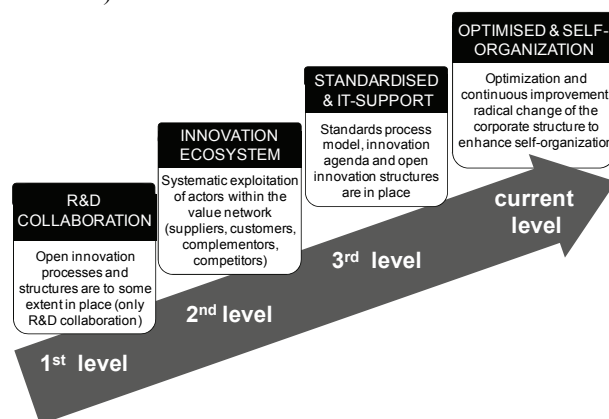 OPTIMISED & SELF-
ORGANIZATION
Optimization and
continuous improvement,
radical change of the
corporate structure to
enhance self-organization
STANDARDISED
& IT-SUPPORT
Standards process
model, innovation
agenda and open
innovation structures
are in place
INNOVATION
ECOSYSTEM
Systematic exploitation
of actors within the
value network
(suppliers, customers,
complementors,
competitors)
R&D
COLLABORATION
Open innovation
processes and
structures are to some
extent in place (only
R&D collaboration)
1st level
2nd level
3rd level
current
level